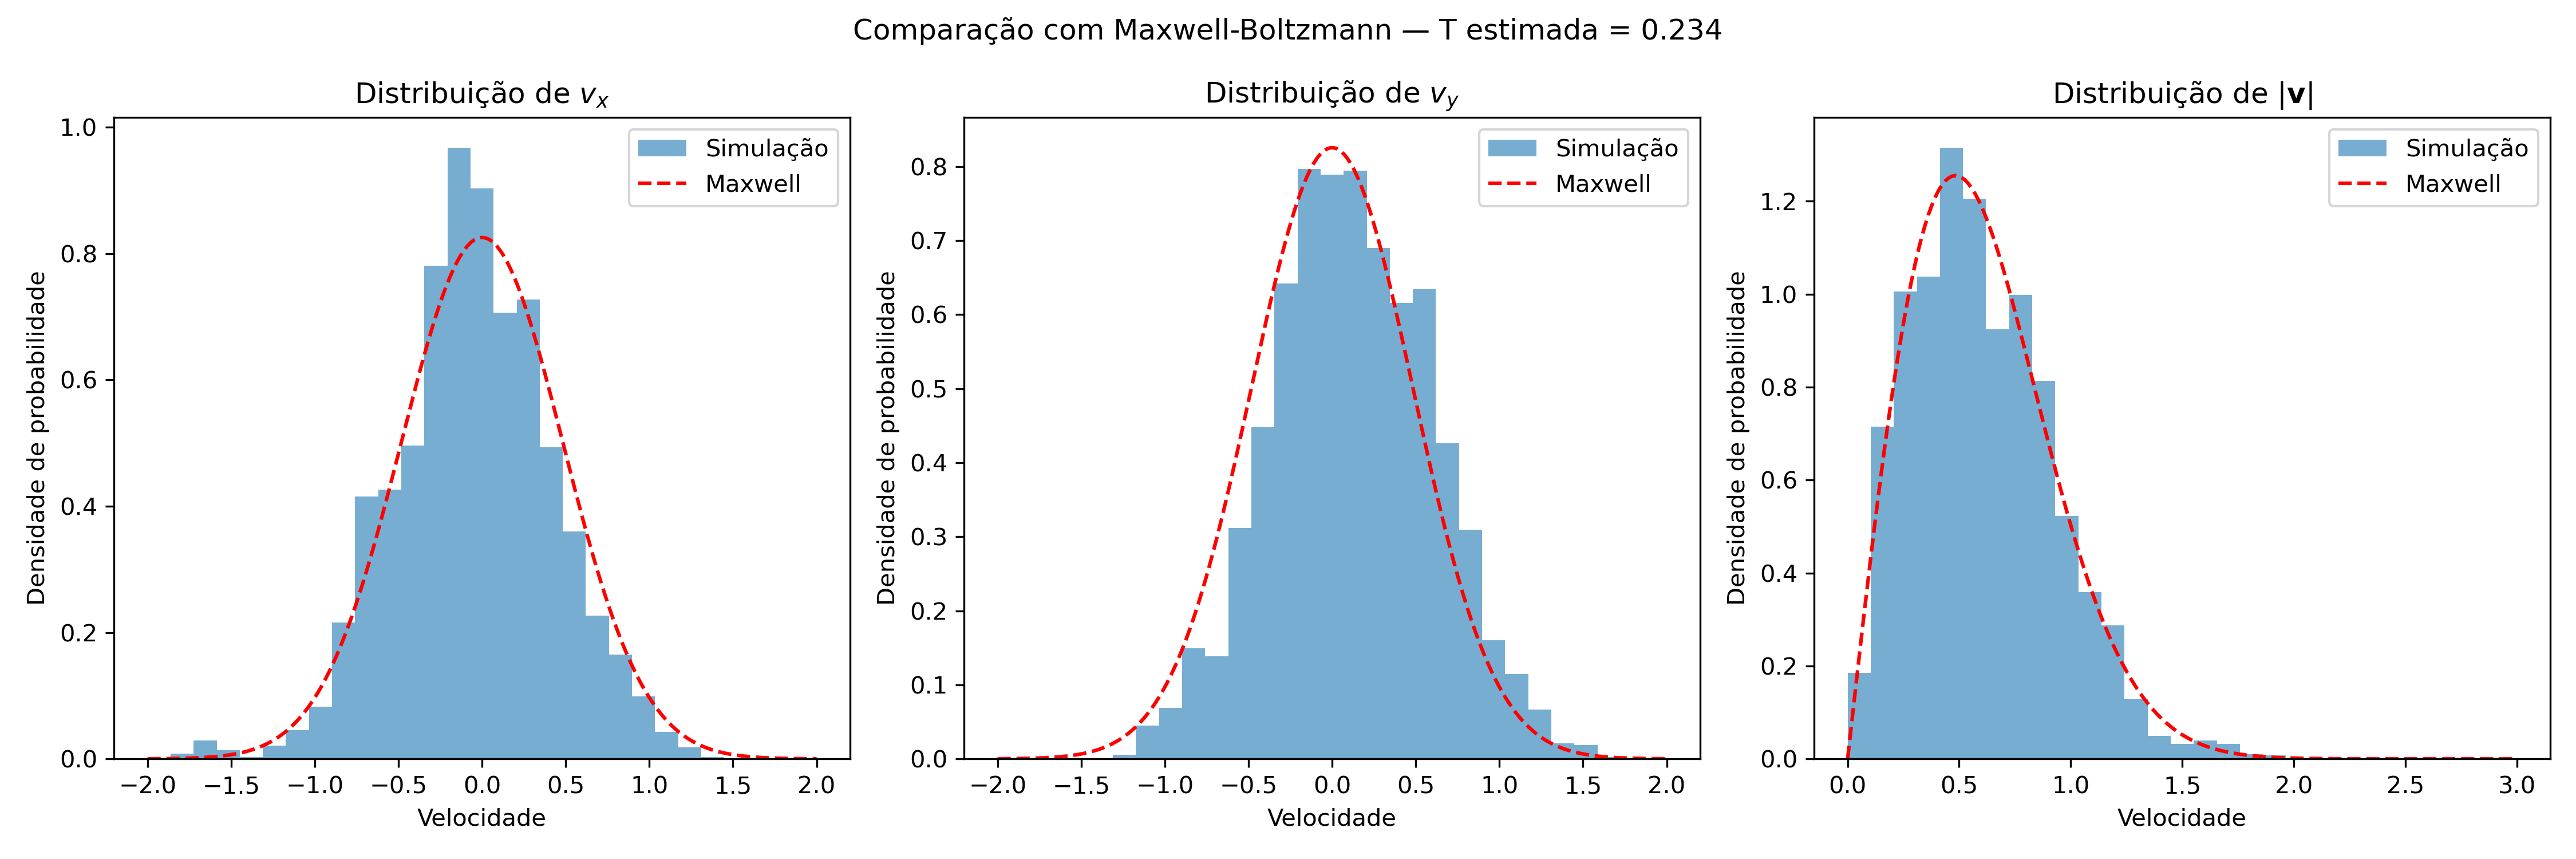 Comparação com Maxwell-Boltzmann — T estimada = 0.234
Distribuição de vₓ
Densidade de probabilidade
1.0
0.8
0.6
0.4
0.2
0.0
−2.0 −1.5 −1.0 −0.5 0.0 0.5 1.0 1.5 2.0
Velocidade
Simulação
Maxwell
Distribuição de v_y
Densidade de probabilidade
0.8
0.7
0.6
0.5
0.4
0.3
0.2
0.1
0.0
−2.0 −1.5 −1.0 −0.5 0.0 0.5 1.0 1.5 2.0
Velocidade
Simulação
Maxwell
Distribuição de |v|
Densidade de probabilidade
1.2
1.0
0.8
0.6
0.4
0.2
0.0
0.0 0.5 1.0 1.5 2.0 2.5 3.0
Velocidade
Simulação
Maxwell